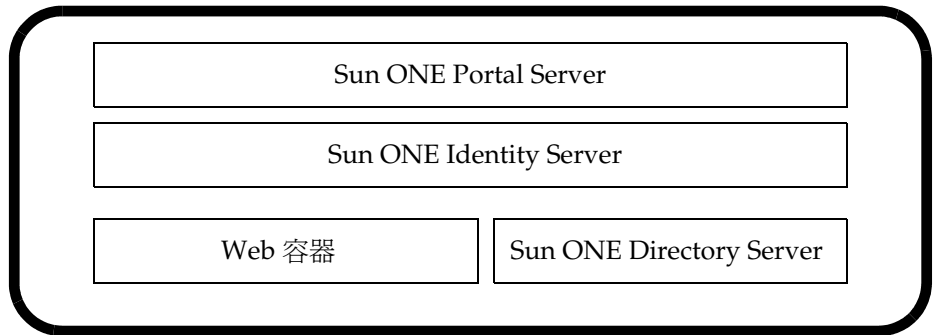 Sun ONE Portal Server
Sun ONE Identity Server
Web 容器
Sun ONE Directory Server